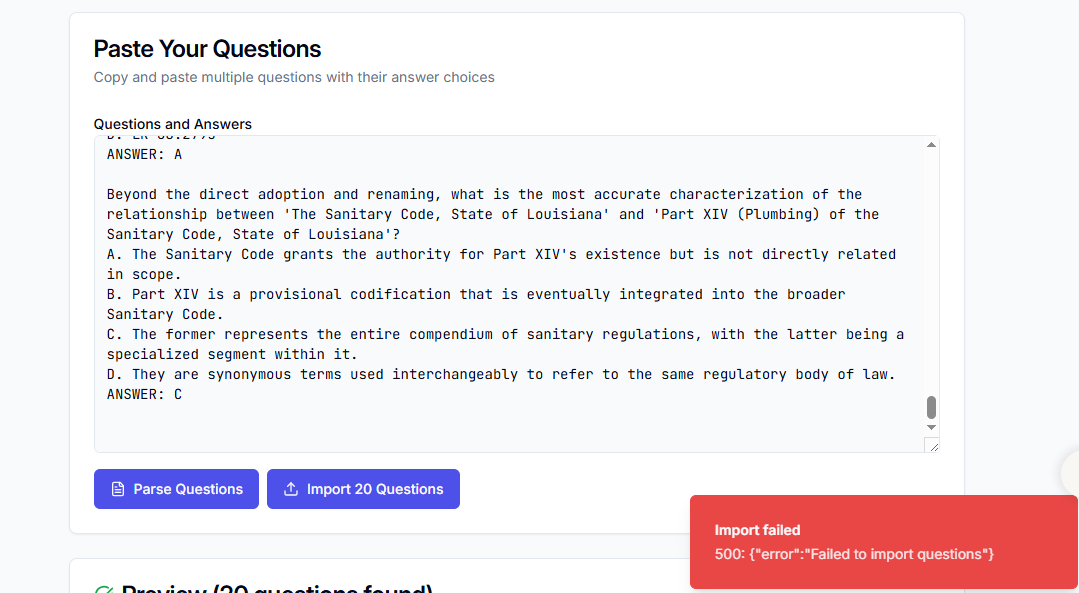 Paste Your Questions
Copy and paste multiple questions with their answer choices
Questions and Answers
ANSWER: A
Beyond the direct adoption and renaming, what is the most accurate characterization of the
relationship between 'The Sanitary Code, State of Louisiana' and 'Part XIV (Plumbing) of the
Sanitary Code, State of Louisiana'?
A. The Sanitary Code grants the authority for Part XIV's existence but is not directly related
in scope.
B. Part XIV is a provisional codification that is eventually integrated into the broader
Sanitary Code.
C. The former represents the entire compendium of sanitary regulations, with the latter being a
specialized segment within it.
D. They are synonymous terms used interchangeably to refer to the same regulatory body of law.
ANSWER: C
Parse Questions
Import 20 Questions
Import failed
500: {"error":"Failed to import questions"}
Preview (20 questions found)